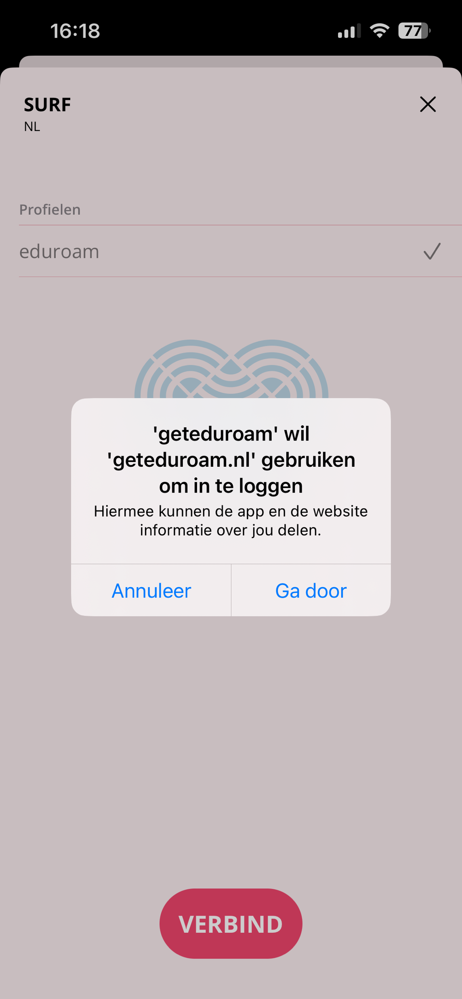 16:18
77
SURF
NL
Profielen
eduroam
'geteduroam' wil
'geteduroam.nl' gebruiken
om in te loggen
Hiermee kunnen de app en de website
informatie over jou delen.
Annuleer
Ga door
VERBIND